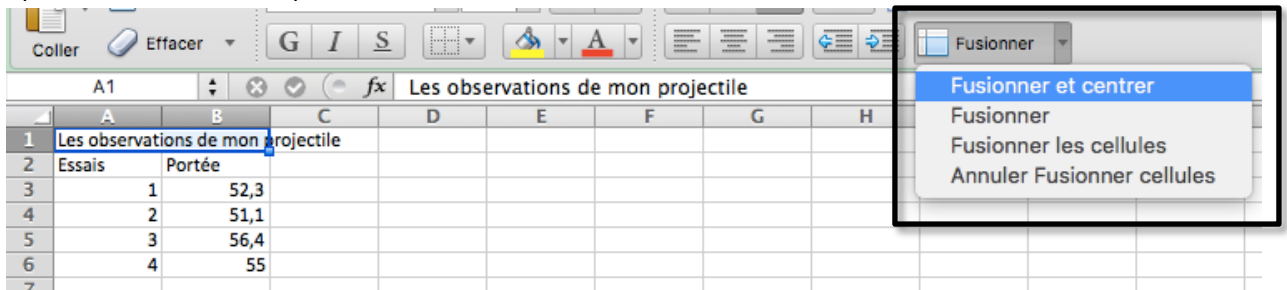 Coller Effacer G I S A Fusionner
A1 fx Les observations de mon projectile
Fusionner et centrer
Fusionner
Fusionner les cellules
Annuler Fusionner cellules
A B C D E F G H
1 Les observations de mon projectile
2 Essais Portée
3 1 52,3
4 2 51,1
5 3 56,4
6 4 55
7